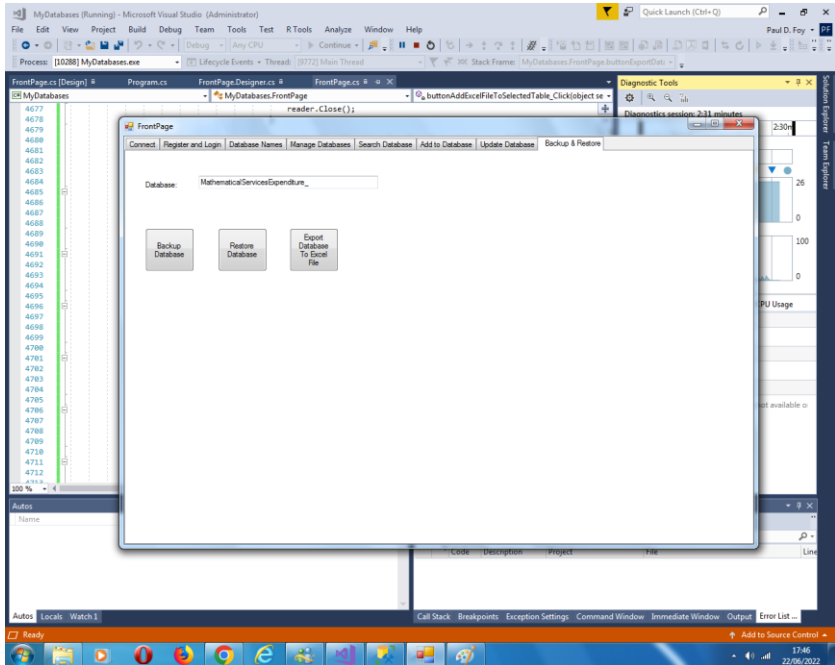 MyDatabases (Running) - Microsoft Visual Studio (Administrator)
Quick Launch (Ctrl+Q)
File Edit View Project Build Debug Team Tools Test R Tools Analyze Window Help
Paul D. Foy PF
Debug Any CPU Continue
Process: [10288] MyDatabases.exe Lifecycle Events Thread: [9772] Main Thread Stack Frame: MyDatabases.FrontPage.buttonExportDat
FrontPage.cs [Design] Program.cs FrontPage.Designer.cs FrontPage.cs
Diagnostic Tools
C# MyDatabases MyDatabases.FrontPage buttonAddExcelFileToSelectedTable_Click(object se
Solution Explorer
Team Explorer
4677 reader.Close();
Diagnostics session: 2:31 minutes
4678
4679
FrontPage
2:30m
4680
Connect Register and Login Database Names Manage Databases Search Database Add to Database Update Database Backup & Restore
4681
4682
4683
4684
Database: MathematicalServicesExpenditure_
26
4685
4686
4687
0
4688
4689
4690
Backup Database
Restore Database
Export Database To Excel File
100
4691
4692
4693
0
4694
4695
4696
PU Usage
4697
4698
4699
4700
4701
4702
4703
4704
4705
not available o
4706
4707
4708
4709
4710
4711
4712
100 %
Autos
Name
Code Description Project File Line
Autos Locals Watch 1
Call Stack Breakpoints Exception Settings Command Window Immediate Window Output Error List ...
Ready
Add to Source Control
17:46
22/06/2022